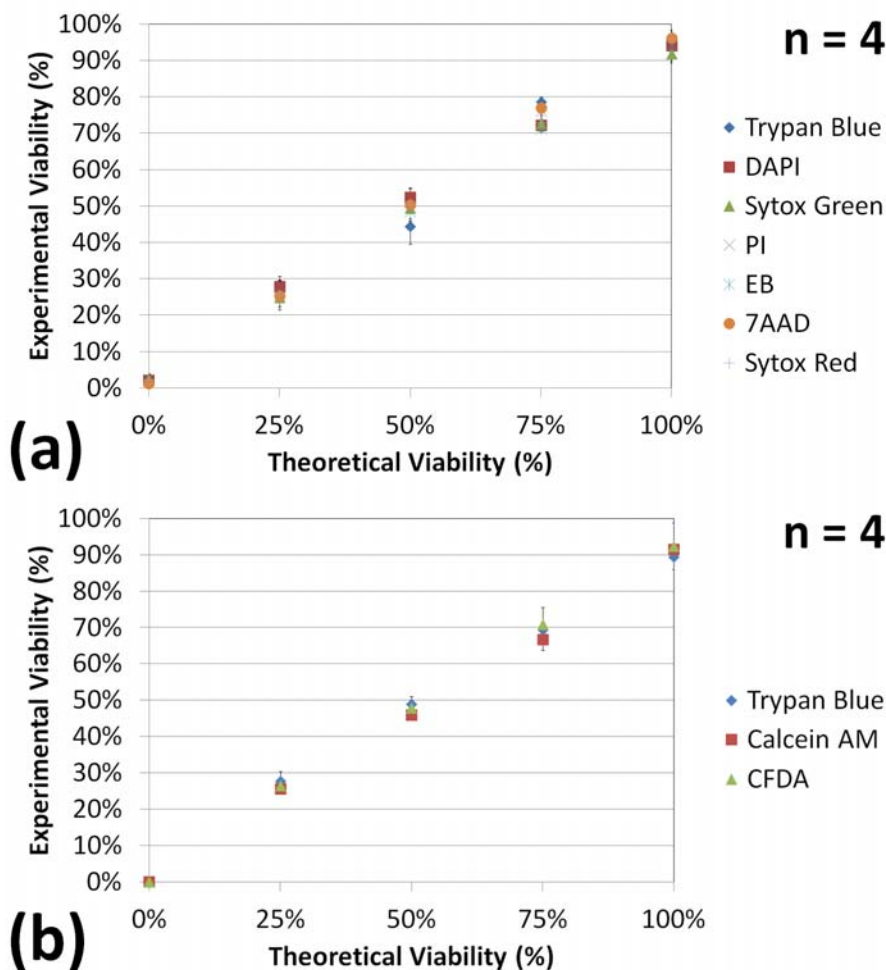 100%
90%
80%
70%
60%
50%
40%
30%
20%
10%
0%
Experimental Viability (%)
0% 25% 50% 75% 100%
Theoretical Viability (%)
(a)
n = 4
Trypan Blue
DAPI
Sytox Green
PI
EB
7AAD
Sytox Red
100%
90%
80%
70%
60%
50%
40%
30%
20%
10%
0%
Experimental Viability (%)
0% 25% 50% 75% 100%
Theoretical Viability (%)
(b)
n = 4
Trypan Blue
Calcein AM
CFDA